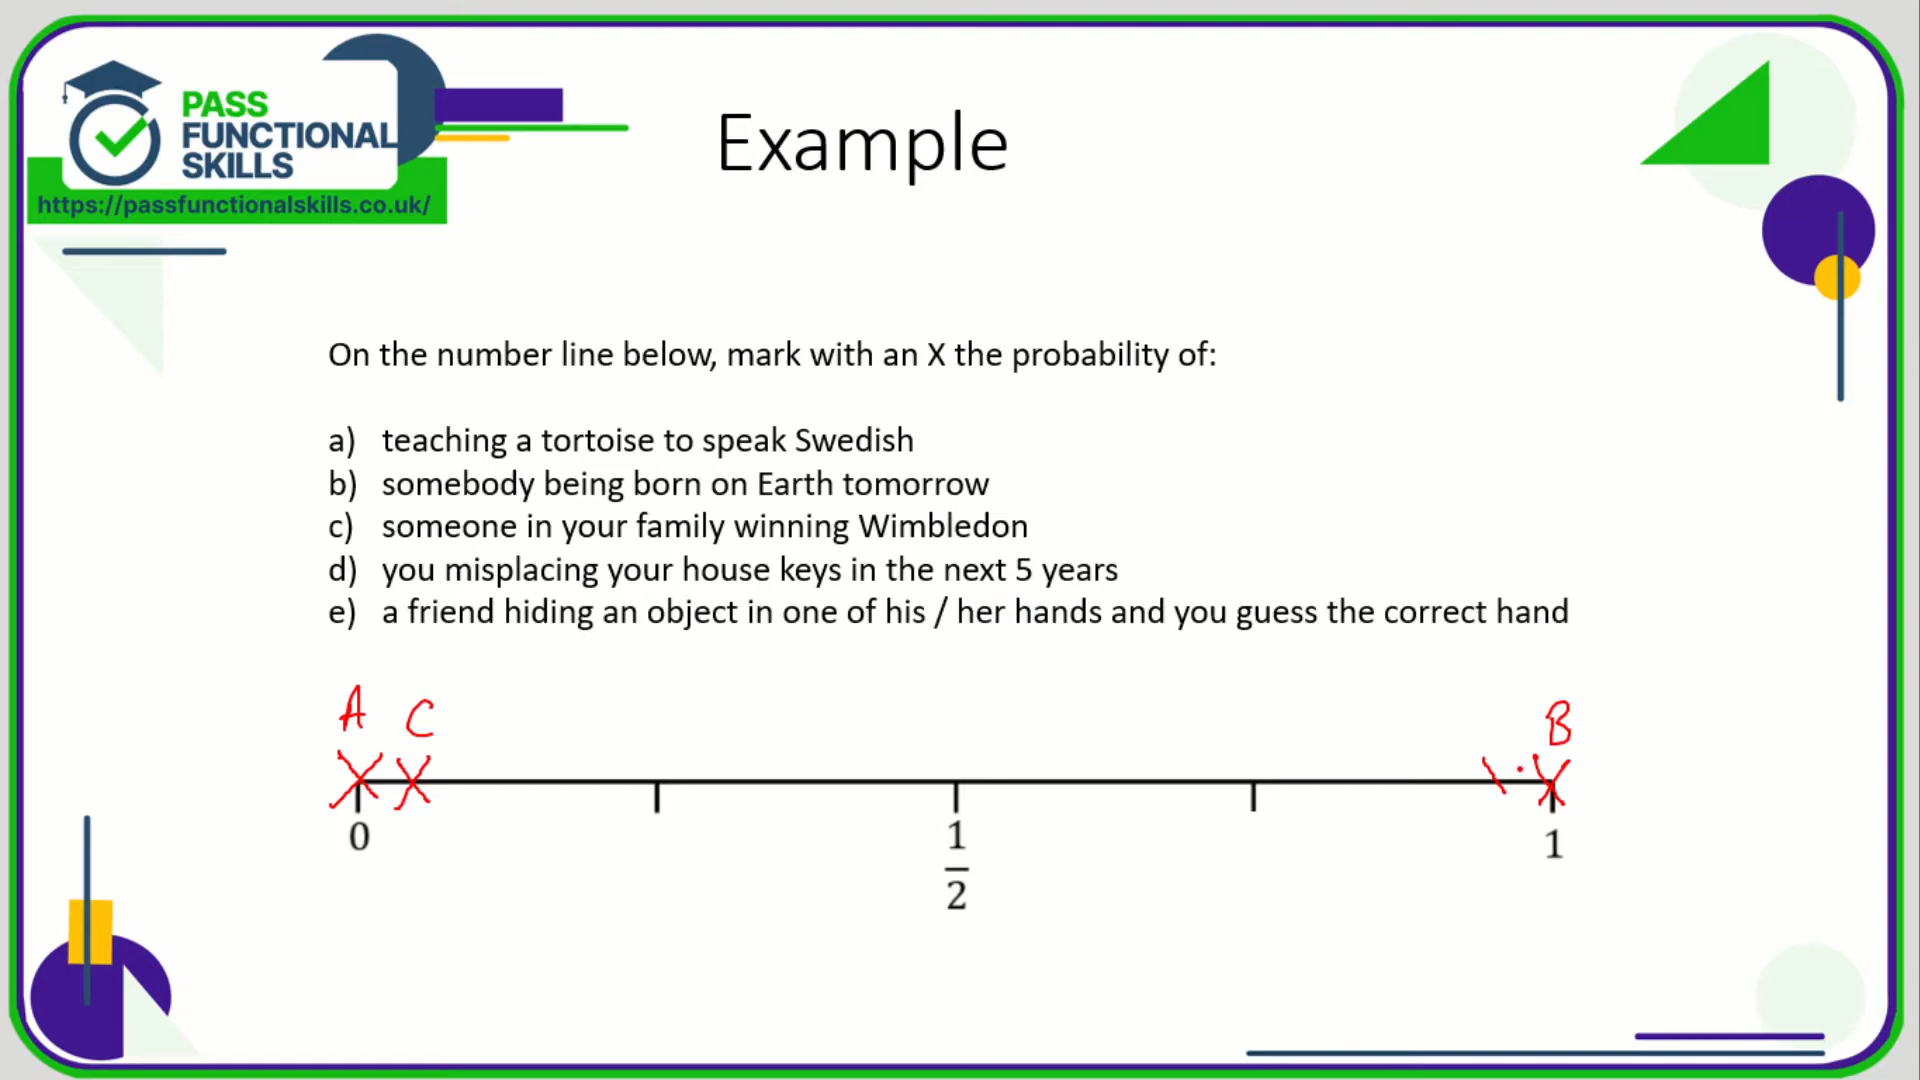 PASS
FUNCTIONAL
SKILLS
https://passfunctionalskills.co.uk/
Example
On the number line below, mark with an X the probability of:
a) teaching a tortoise to speak Swedish
b) somebody being born on Earth tomorrow
c) someone in your family winning Wimbledon
d) you misplacing your house keys in the next 5 years
e) a friend hiding an object in one of his / her hands and you guess the correct hand
A C B
X X X
0 1/2 1